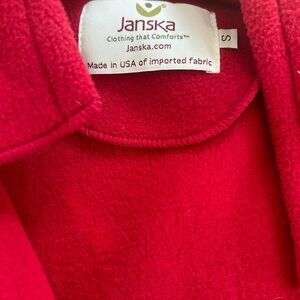 Janska
Clothing that Comforts™
Janska.com
Made in USA of imported fabric
S